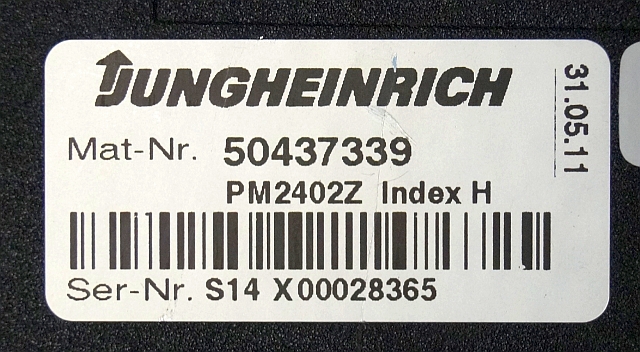 JUNGHEINRICH
31.05.11
Mat-Nr. 50437339
PM2402Z Index H
Ser-Nr. S14 X00028365